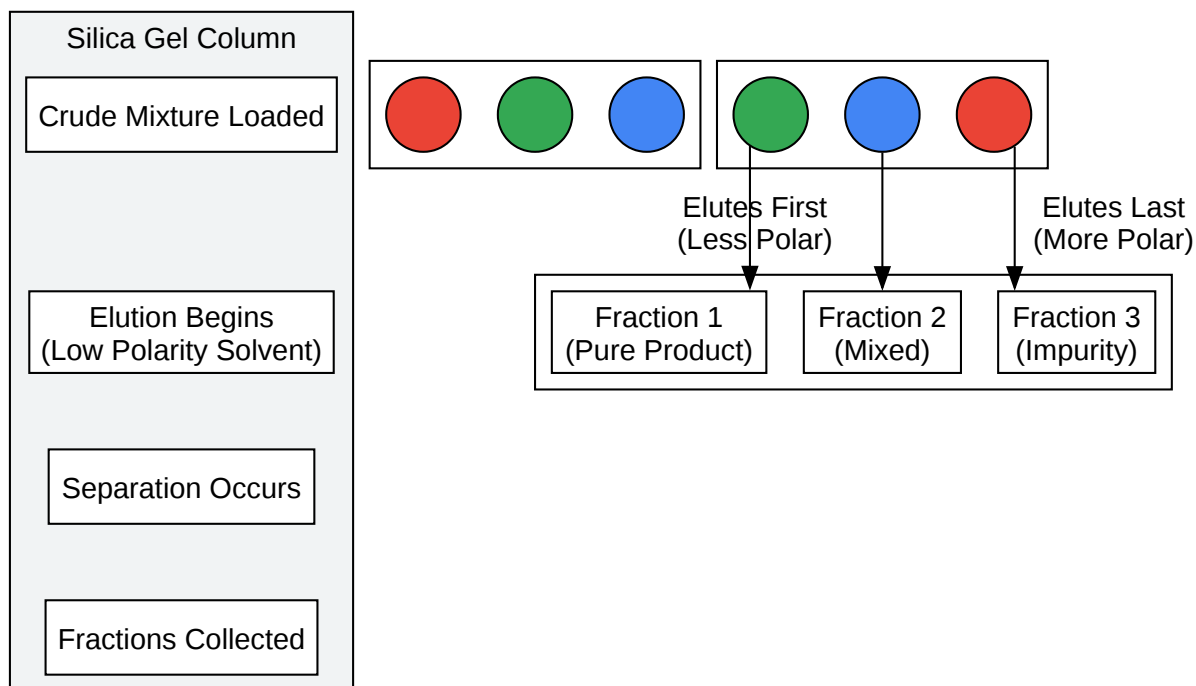 Silica Gel Column
Crude Mixture Loaded
Elutes First
(Less Polar)
Elutes Last
(More Polar)
Elution Begins
(Low Polarity Solvent)
Fraction 1
(Pure Product)
Fraction 2
(Mixed)
Fraction 3
(Impurity)
Separation Occurs
Fractions Collected